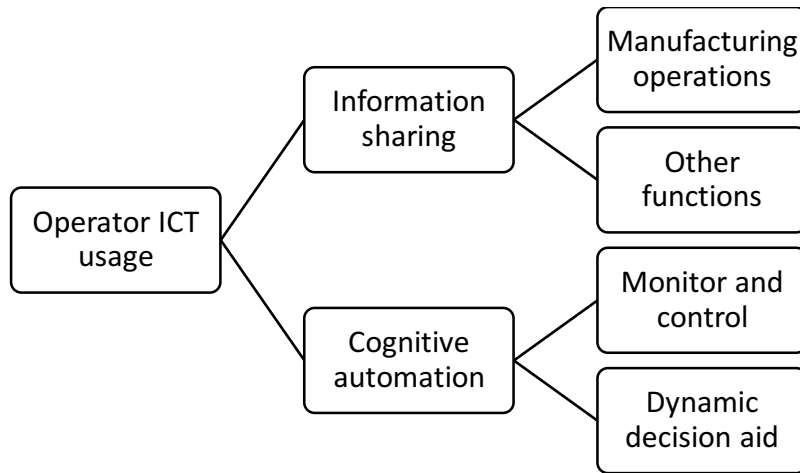 Operator ICT
usage
Information
sharing
Manufacturing
operations
Other
functions
Cognitive
automation
Monitor and
control
Dynamic
decision aid